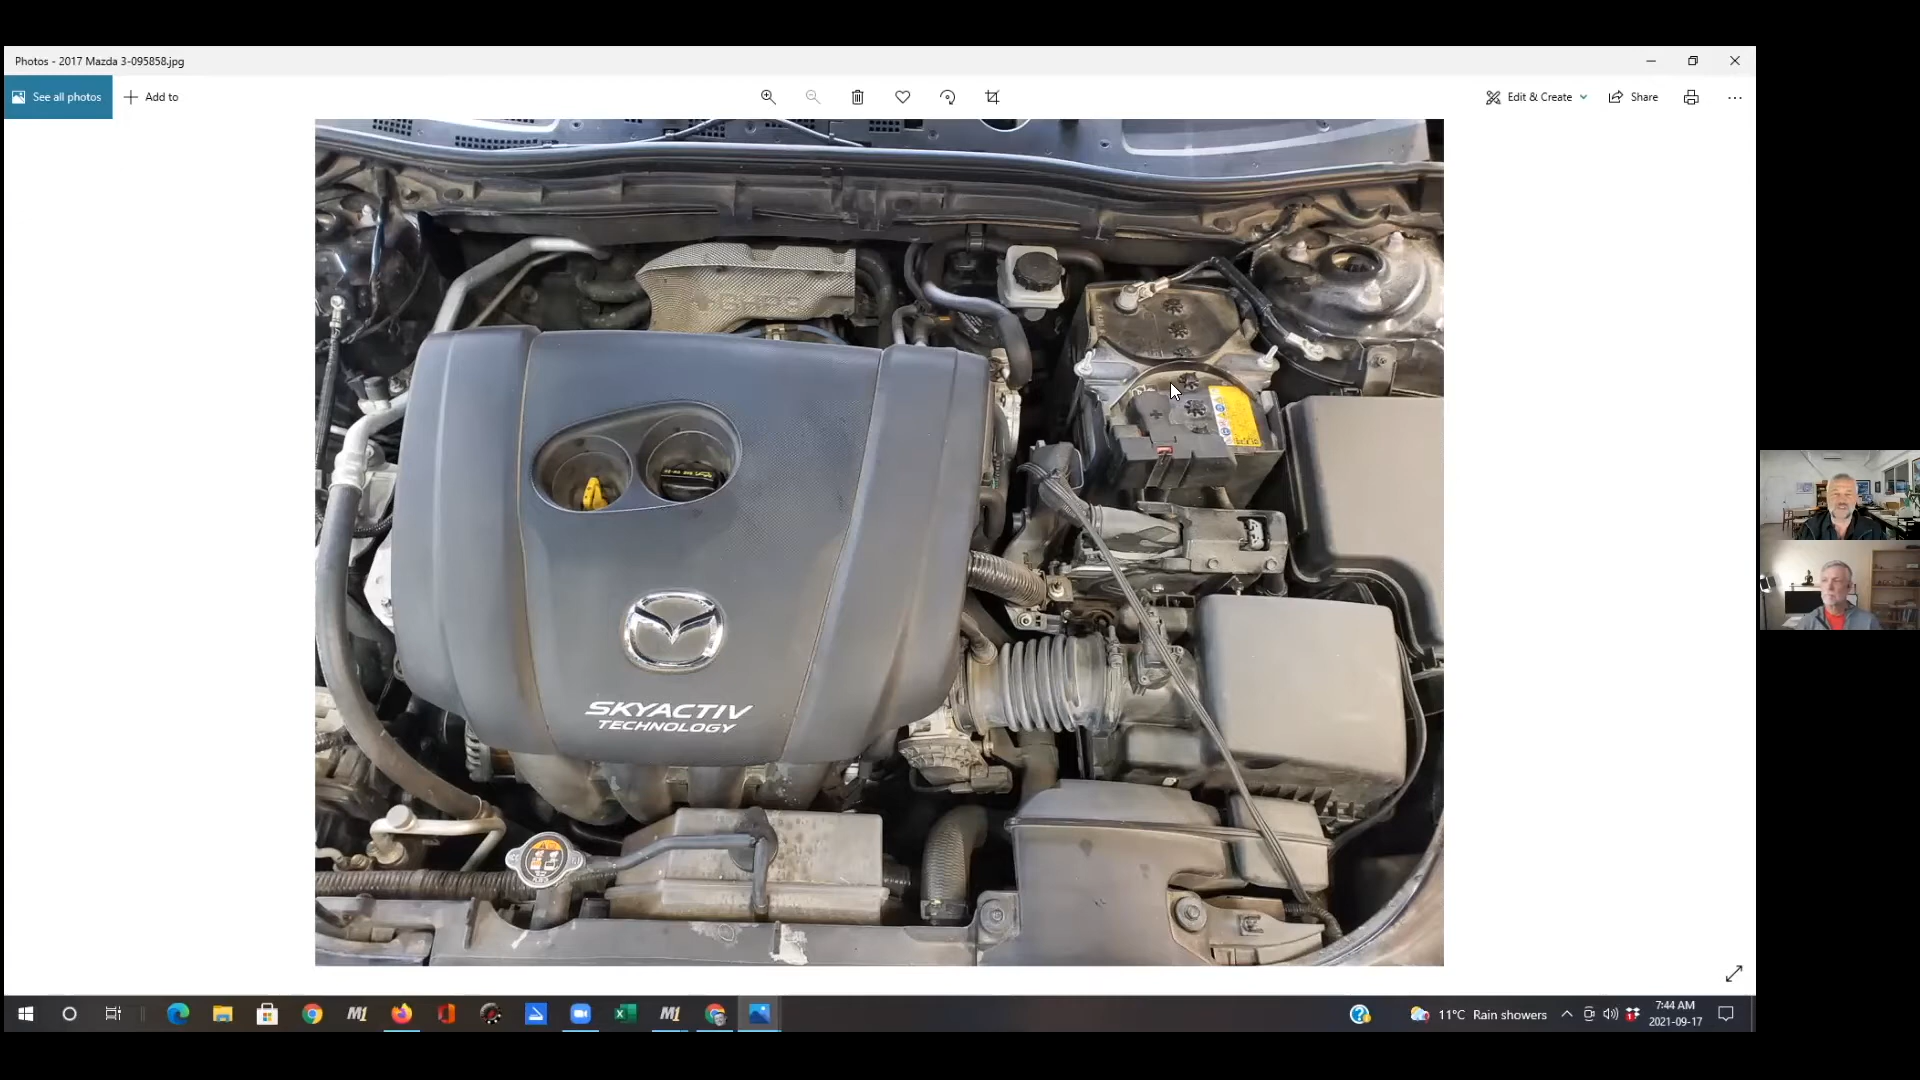 Photos - 2017 Mazda 3-095858.jpg
See all photos
Add to
Edit & Create
Share
SKYACTIV
TECHNOLOGY
11°C Rain showers
7:44 AM
2021-09-17